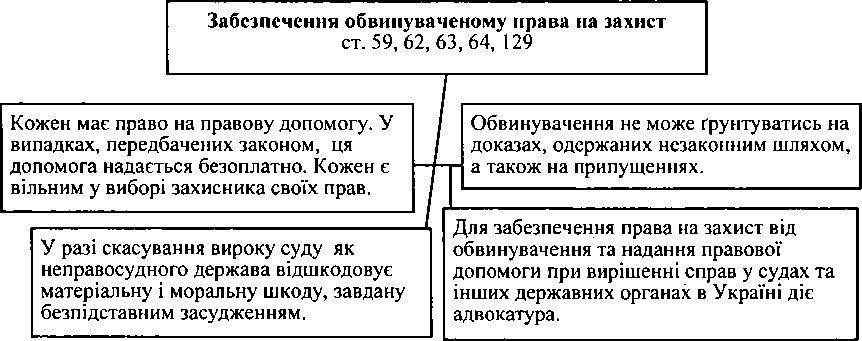 Забезпечення обвинуваченому права на захист
ст. 59, 62, 63, 64, 129
Кожен має право на правову допомогу. У
випадках, передбачених законом, ця
допомога надається безоплатно. Кожен є
вільним у виборі захисника своїх прав.
Обвинувачення не може ґрунтуватись на
доказах, одержаних незаконним шляхом,
а також на припущеннях.
У разі скасування вироку суду як
неправосудного держава відшкодовує
матеріальну і моральну шкоду, завдану
безпідставним засудженням.
Для забезпечення права на захист від
обвинувачення та надання правової
допомоги при вирішенні справ у судах та
інших державних органах в Україні діє
адвокатура.